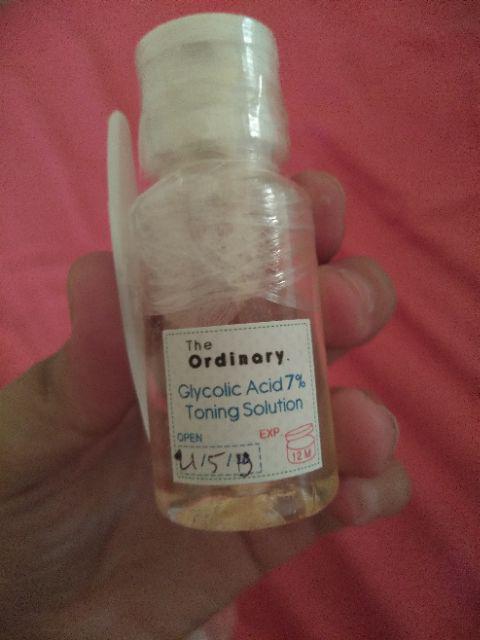 The
Ordinary.
Glycolic Acid 7%
Toning Solution
OPEN
EXP.
12 M